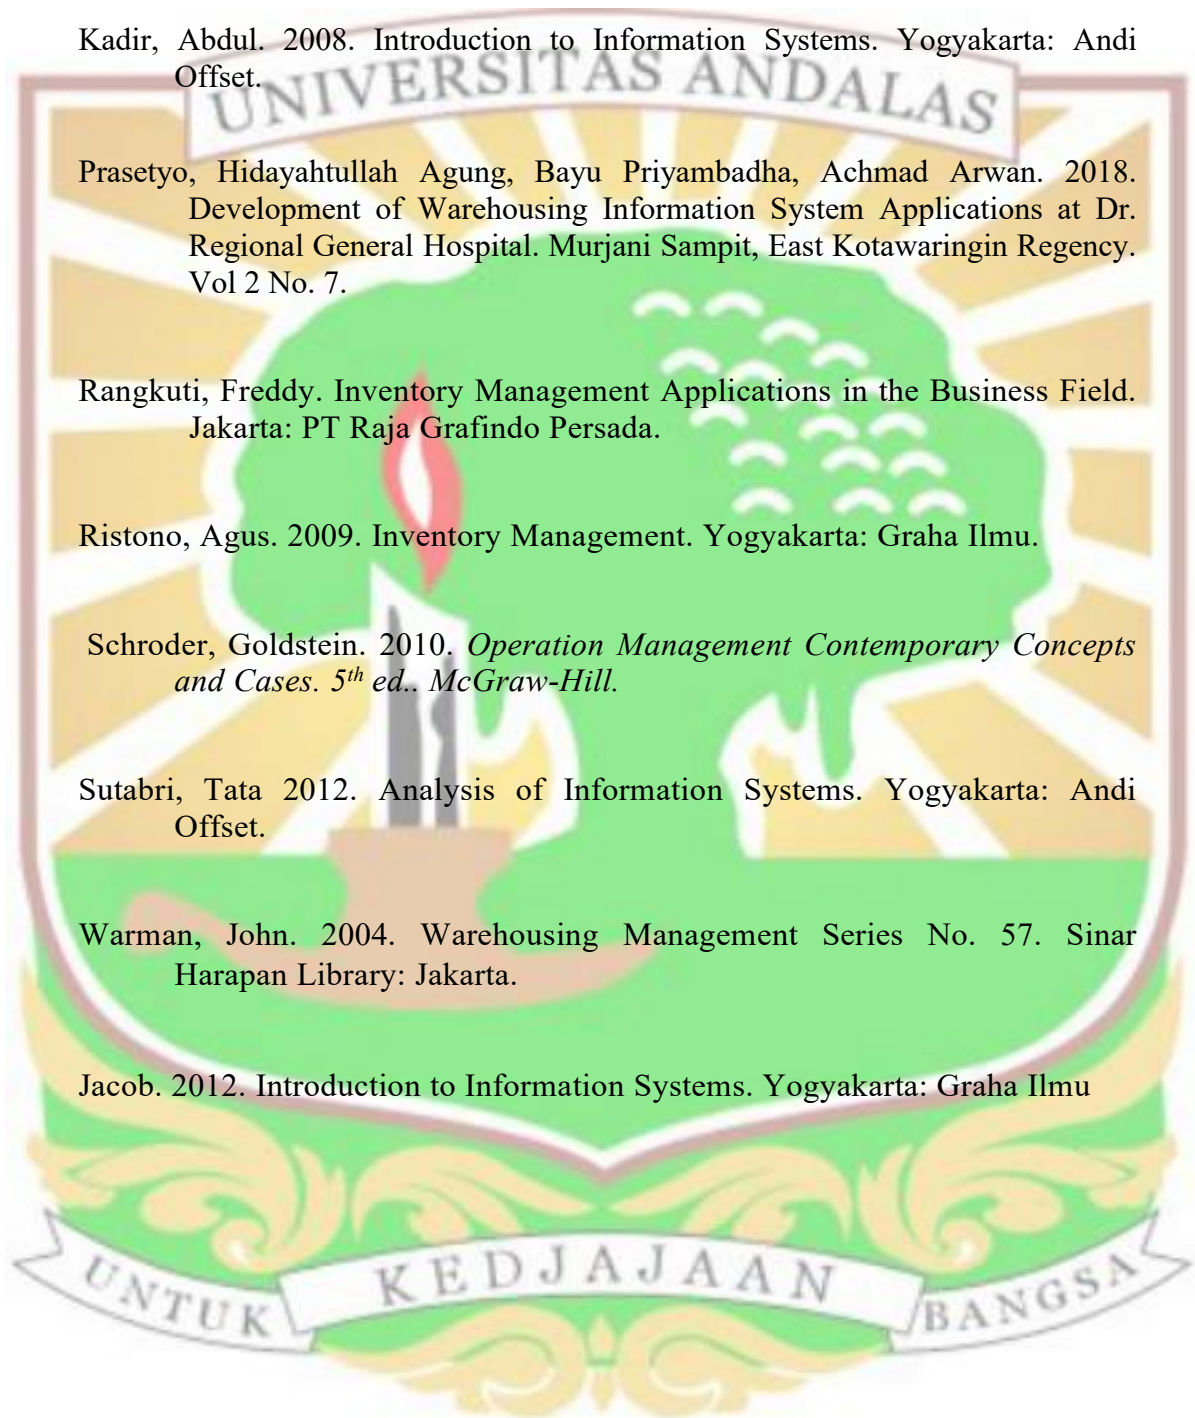 Kadir, Abdul. 2008. Introduction to Information Systems. Yogyakarta: Andi
Offset.
UNIVERSITAS ANDALAS
Prasetyo, Hidayahtullah Agung, Bayu Priyambadha, Achmad Arwan. 2018.
Development of Warehousing Information System Applications at Dr.
Regional General Hospital. Murjani Sampit, East Kotawaringin Regency.
Vol 2 No. 7.
Rangkuti, Freddy. Inventory Management Applications in the Business Field.
Jakarta: PT Raja Grafindo Persada.
Ristono, Agus. 2009. Inventory Management. Yogyakarta: Graha Ilmu.
Schroder, Goldstein. 2010. Operation Management Contemporary Concepts
and Cases. 5th ed.. McGraw-Hill.
Sutabri, Tata 2012. Analysis of Information Systems. Yogyakarta: Andi
Offset.
Warman, John. 2004. Warehousing Management Series No. 57. Sinar
Harapan Library: Jakarta.
Jacob. 2012. Introduction to Information Systems. Yogyakarta: Graha Ilmu
UNTUK KEDJAJAAN BANGSA